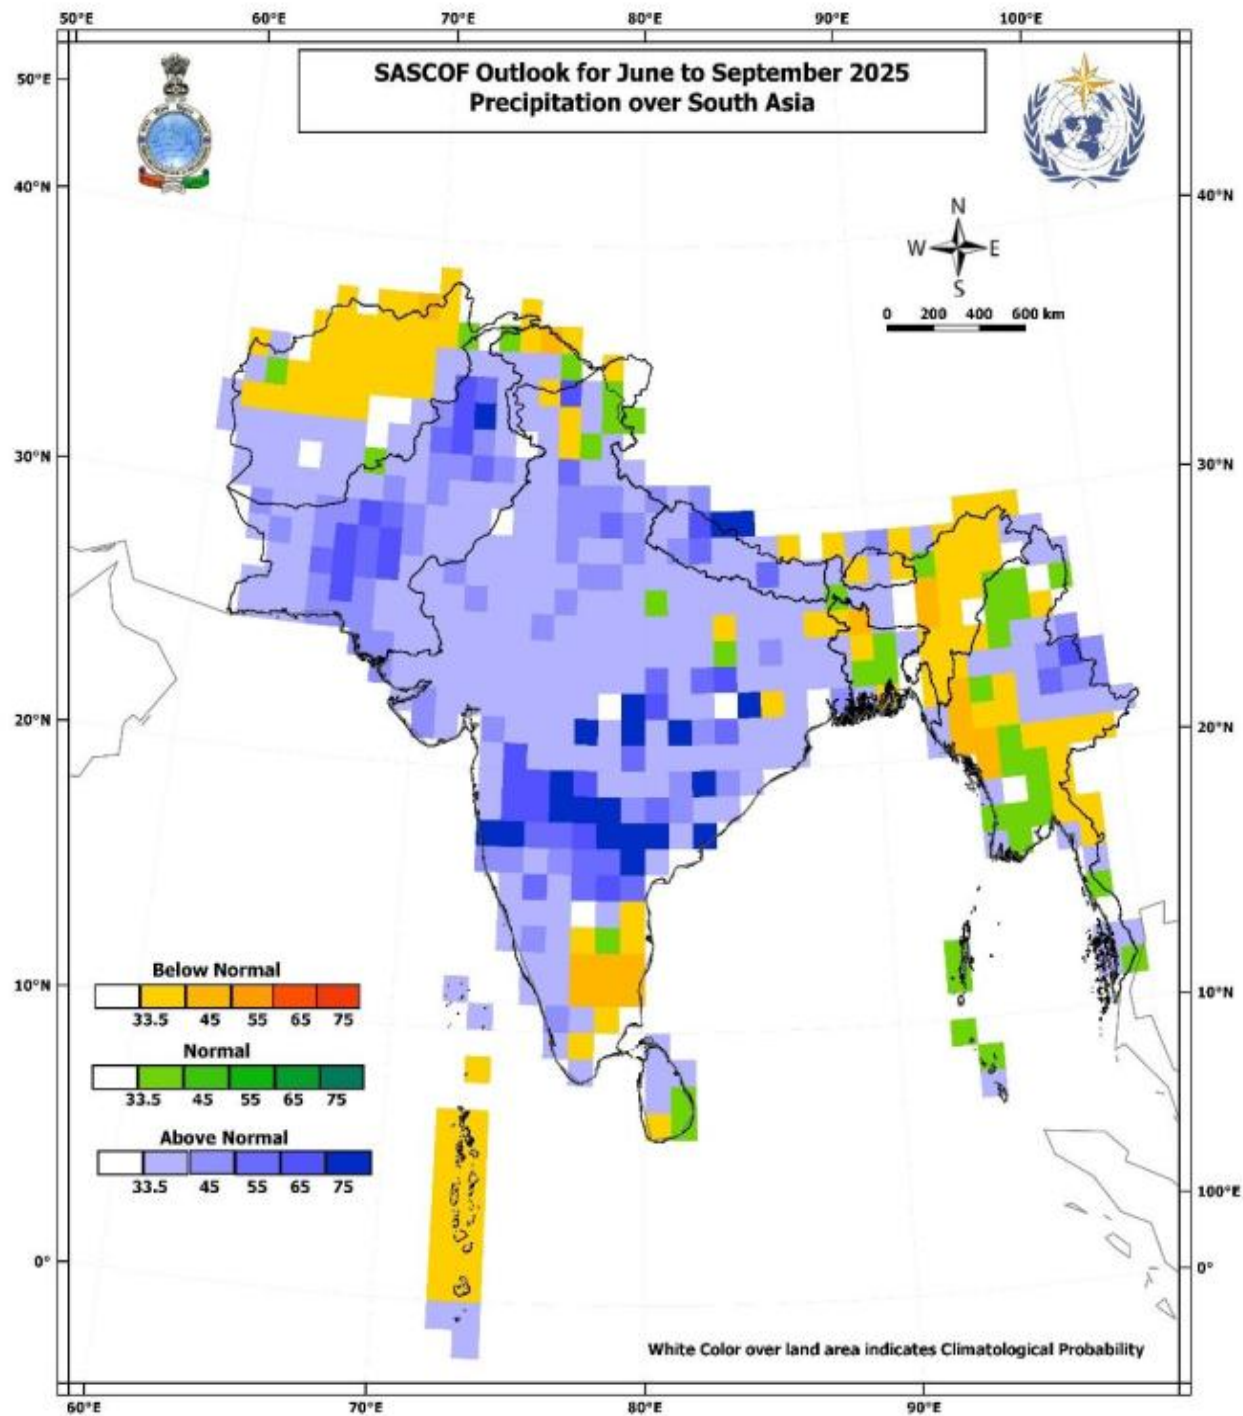 50°E 60°E 70°E 80°E 90°E 100°E
SASCOF Outlook for June to September 2025
Precipitation over South Asia
50°N
40°N 40°N
N
W E
S
0 200 400 600 km
30°N 30°N
20°N 20°N
10°N 10°N
Below Normal
33.5 45 55 65 75
Normal
33.5 45 55 65 75
Above Normal
33.5 45 55 65 75
100°E
0° 0°
White Color over land area indicates Climatological Probability
60°E 70°E 80°E 90°E